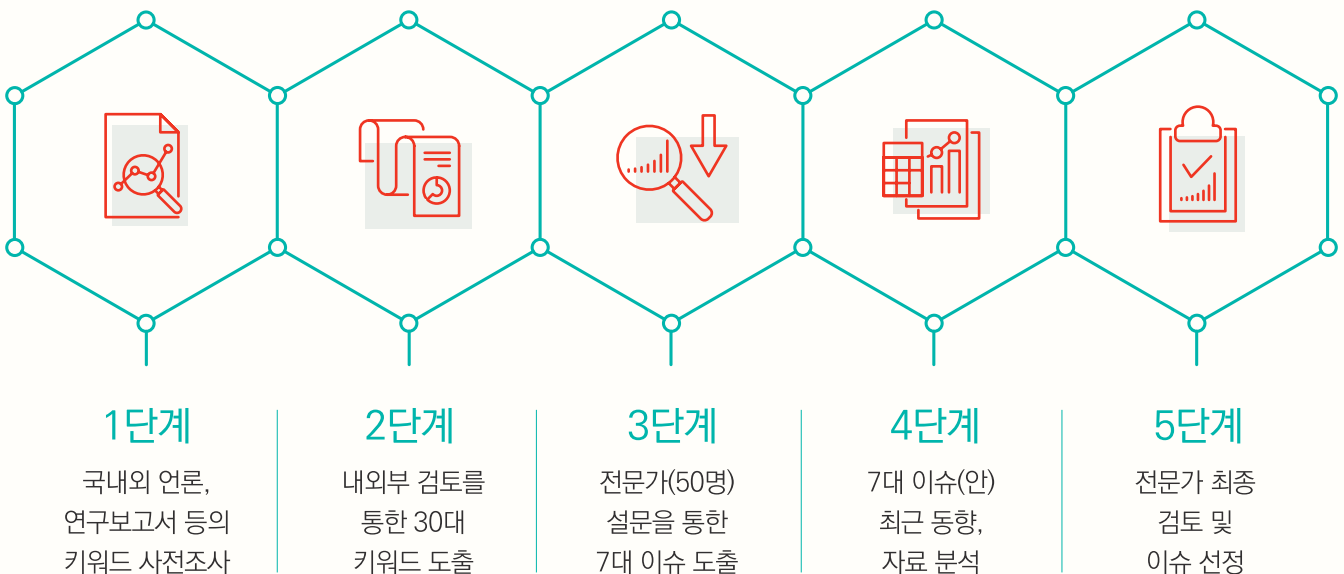 1단계
국내외 언론,
연구보고서 등의
키워드 사전조사
2단계
내외부 검토를
통한 30대
키워드 도출
3단계
전문가(50명)
설문을 통한
7대 이슈 도출
4단계
7대 이슈(안)
최근 동향,
자료 분석
5단계
전문가 최종
검토 및
이슈 선정